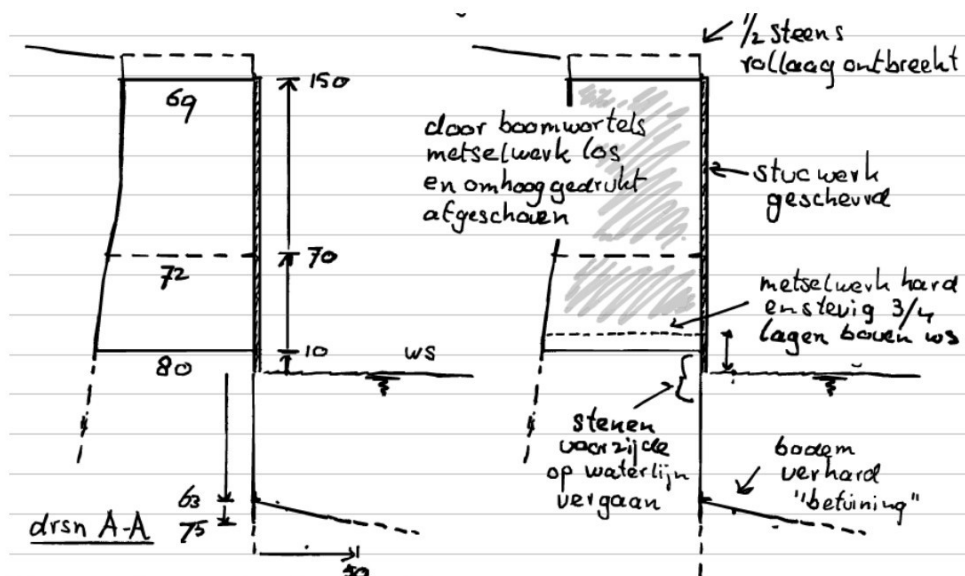 69
72
80
150
70
10
ws
63
75
50
drsn A-A
1/2 steens
rollaag ontbreekt
door boomwortels
metselwerk los
en omhoog gedrukt
afgeschoven
stucwerk
gescheurd
metselwerk hard
en stevig 3/4
lagen boven ws
stenen
voorzijde
op waterlijn
vergaan
bodem
verhard
"betuining"